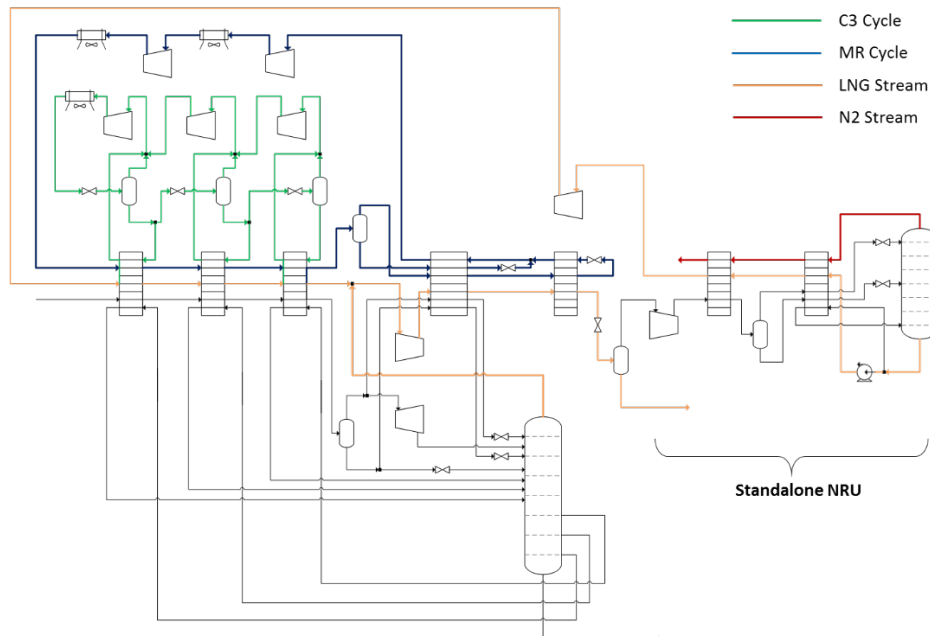 C3 Cycle
MR Cycle
LNG Stream
N2 Stream
Standalone NRU